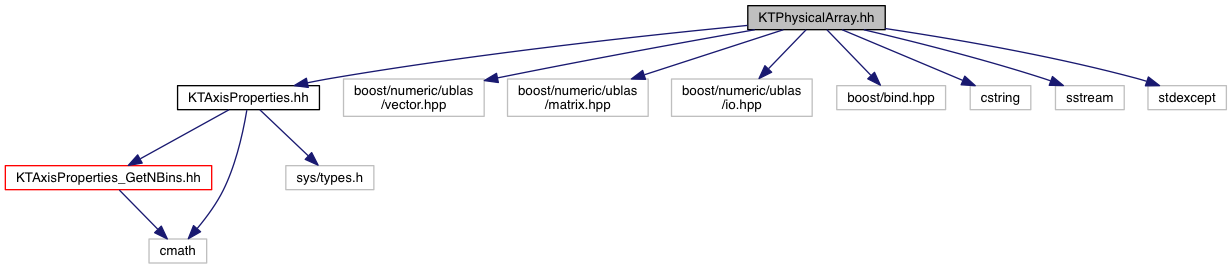 KTPhysicalArray.hh
KTAxisProperties.hh
boost/numeric/ublas
/vector.hpp
boost/numeric/ublas
/matrix.hpp
boost/numeric/ublas
/io.hpp
boost/bind.hpp
cstring
sstream
stdexcept
KTAxisProperties_GetNBins.hh
sys/types.h
cmath